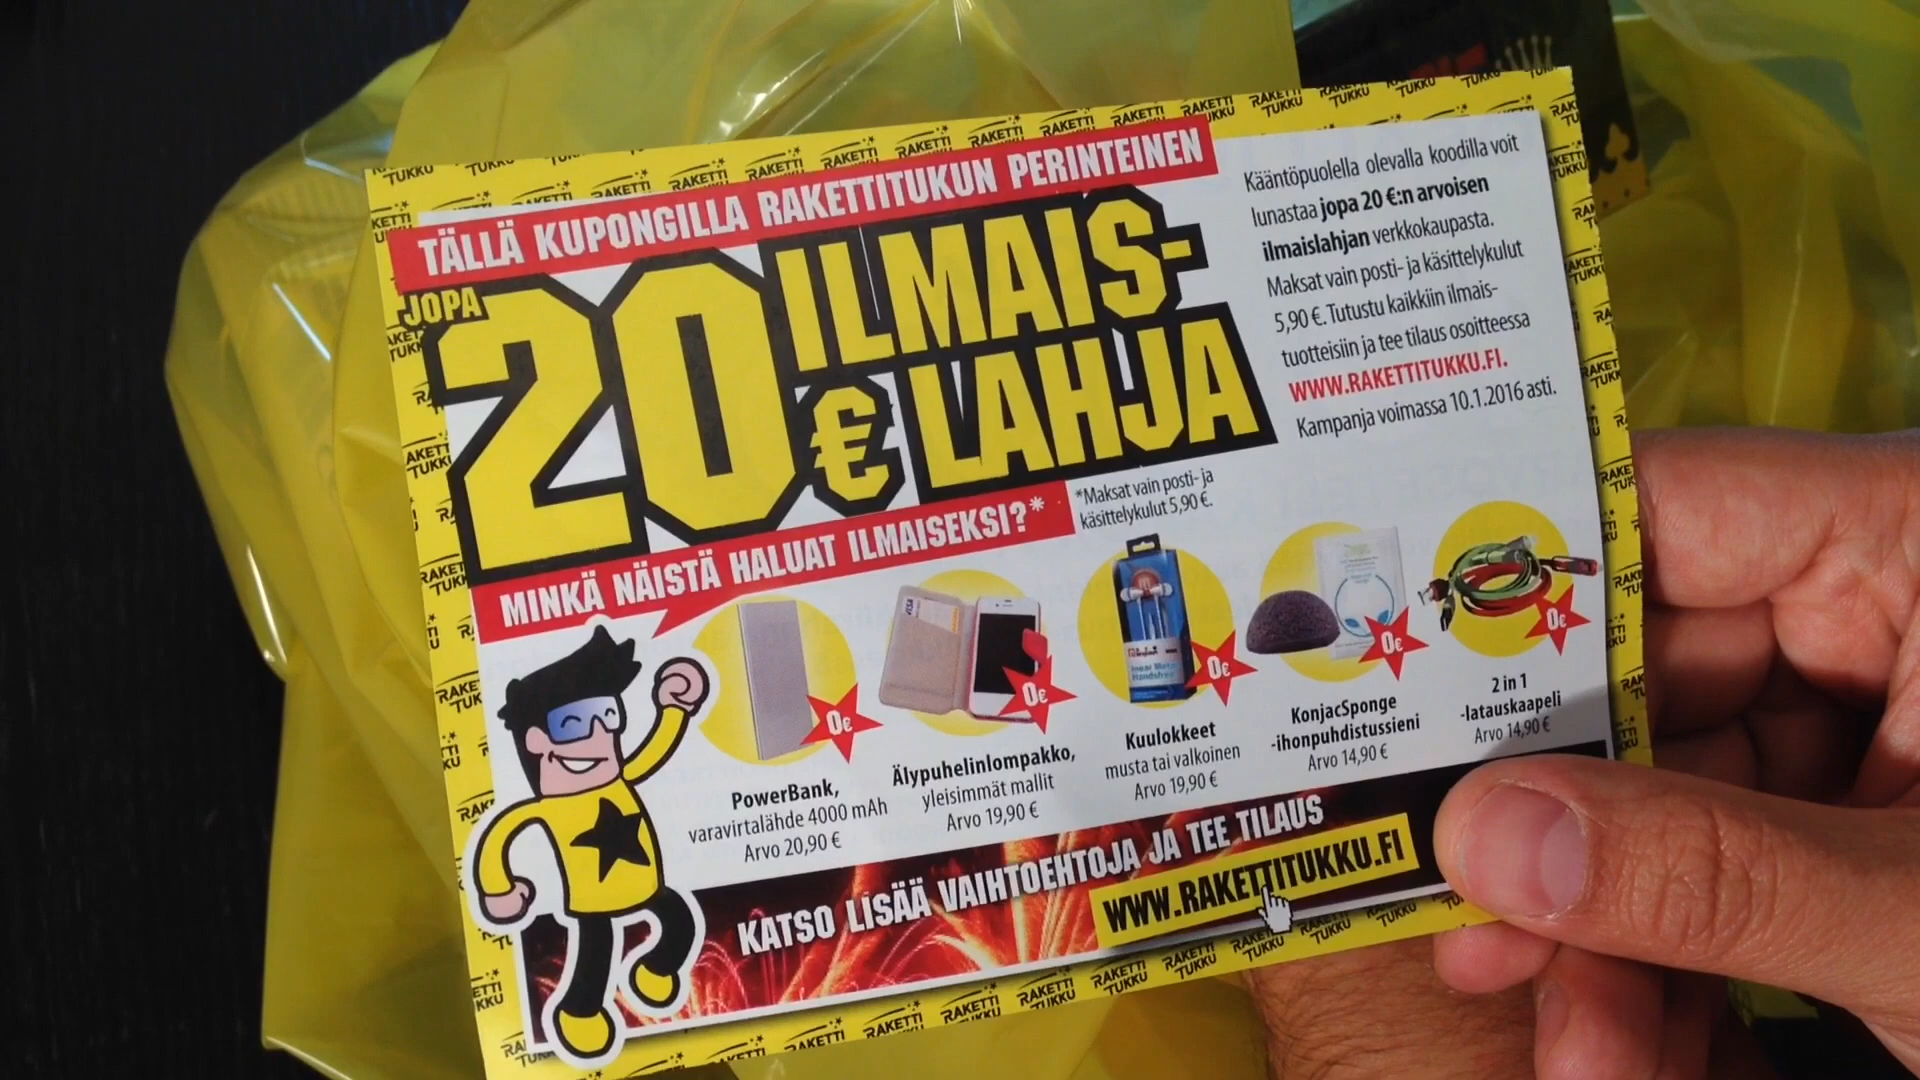 TÄLLÄ KUPONGILLA RAKETTITUKUN PERINTEINEN
JOPA
20 ILMAIS-
€ LAHJA
Kääntöpuolella olevalla koodilla voit
lunastaa jopa 20 €:n arvoisen
ilmaislahjan verkkokaupasta.
Maksat vain posti- ja käsittelykulut
5,90 €. Tutustu kaikkiin ilmais-
tuotteisiin ja tee tilaus osoitteessa
WWW.RAKETTITUKKU.FI.
Kampanja voimassa 10.1.2016 asti.
*Maksat vain posti- ja
käsittelykulut 5,90 €.
MINKÄ NÄISTÄ HALUAT ILMAISEKSI?*
0€
PowerBank,
varavirtalähde 4000 mAh
Arvo 20,90 €
VISA
0€
Älypuhelinlompakko,
yleisimmät mallit
Arvo 19,90 €
0€
Kuulokkeet
musta tai valkoinen
Arvo 19,90 €
0€
KonjacSponge
-ihonpuhdistussieni
Arvo 14,90 €
0€
2 in 1
-latauskaapeli
Arvo 14,90 €
KATSO LISÄÄ VAIHTOEHTOJA JA TEE TILAUS
WWW.RAKETTITUKKU.FI
RAKETTI
TUKKU